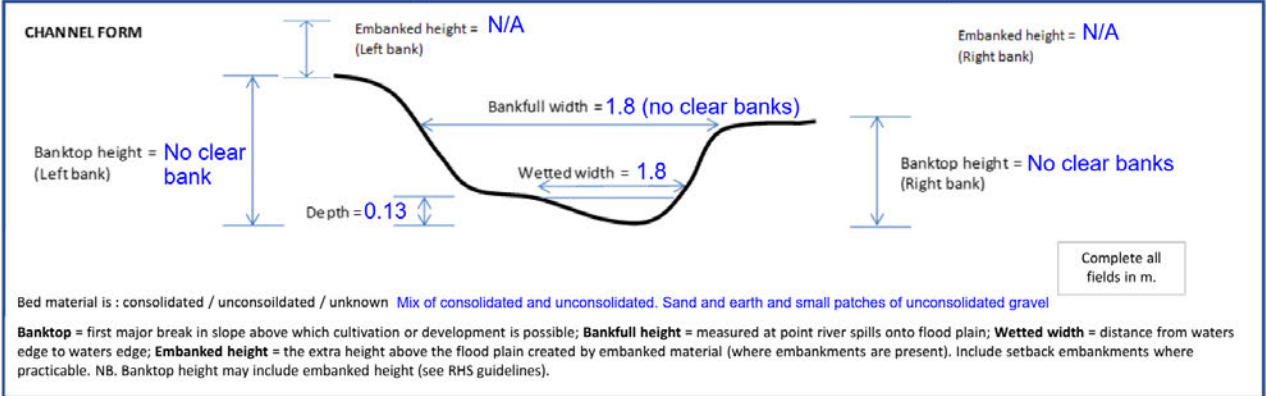 CHANNEL FORM
Embanked height = N/A
(Left bank)
Embanked height = N/A
(Right bank)
Bankfull width = 1.8 (no clear banks)
Banktop height = No clear bank
(Left bank)
Wetted width = 1.8
Banktop height = No clear banks
(Right bank)
Depth = 0.13
Complete all
fields in m.
Bed material is : consolidated / unconsoildated / unknown Mix of consolidated and unconsolidated. Sand and earth and small patches of unconsolidated gravel
Banktop = first major break in slope above which cultivation or development is possible; Bankfull height = measured at point river spills onto flood plain; Wetted width = distance from waters
edge to waters edge; Embanked height = the extra height above the flood plain created by embanked material (where embankments are present). Include setback embankments where
practicable. NB. Banktop height may include embanked height (see RHS guidelines).